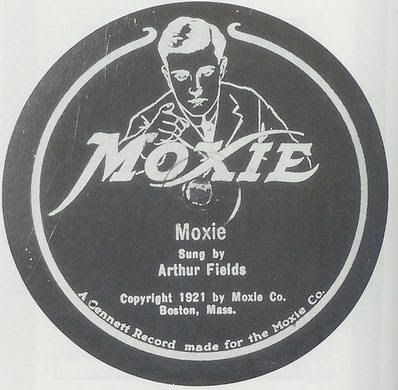 MOXIE
Moxie
Sung by
Arthur Fields
Copyright 1921 by Moxie Co.
Boston, Mass.
A Gennett Record made for the Moxie Co.